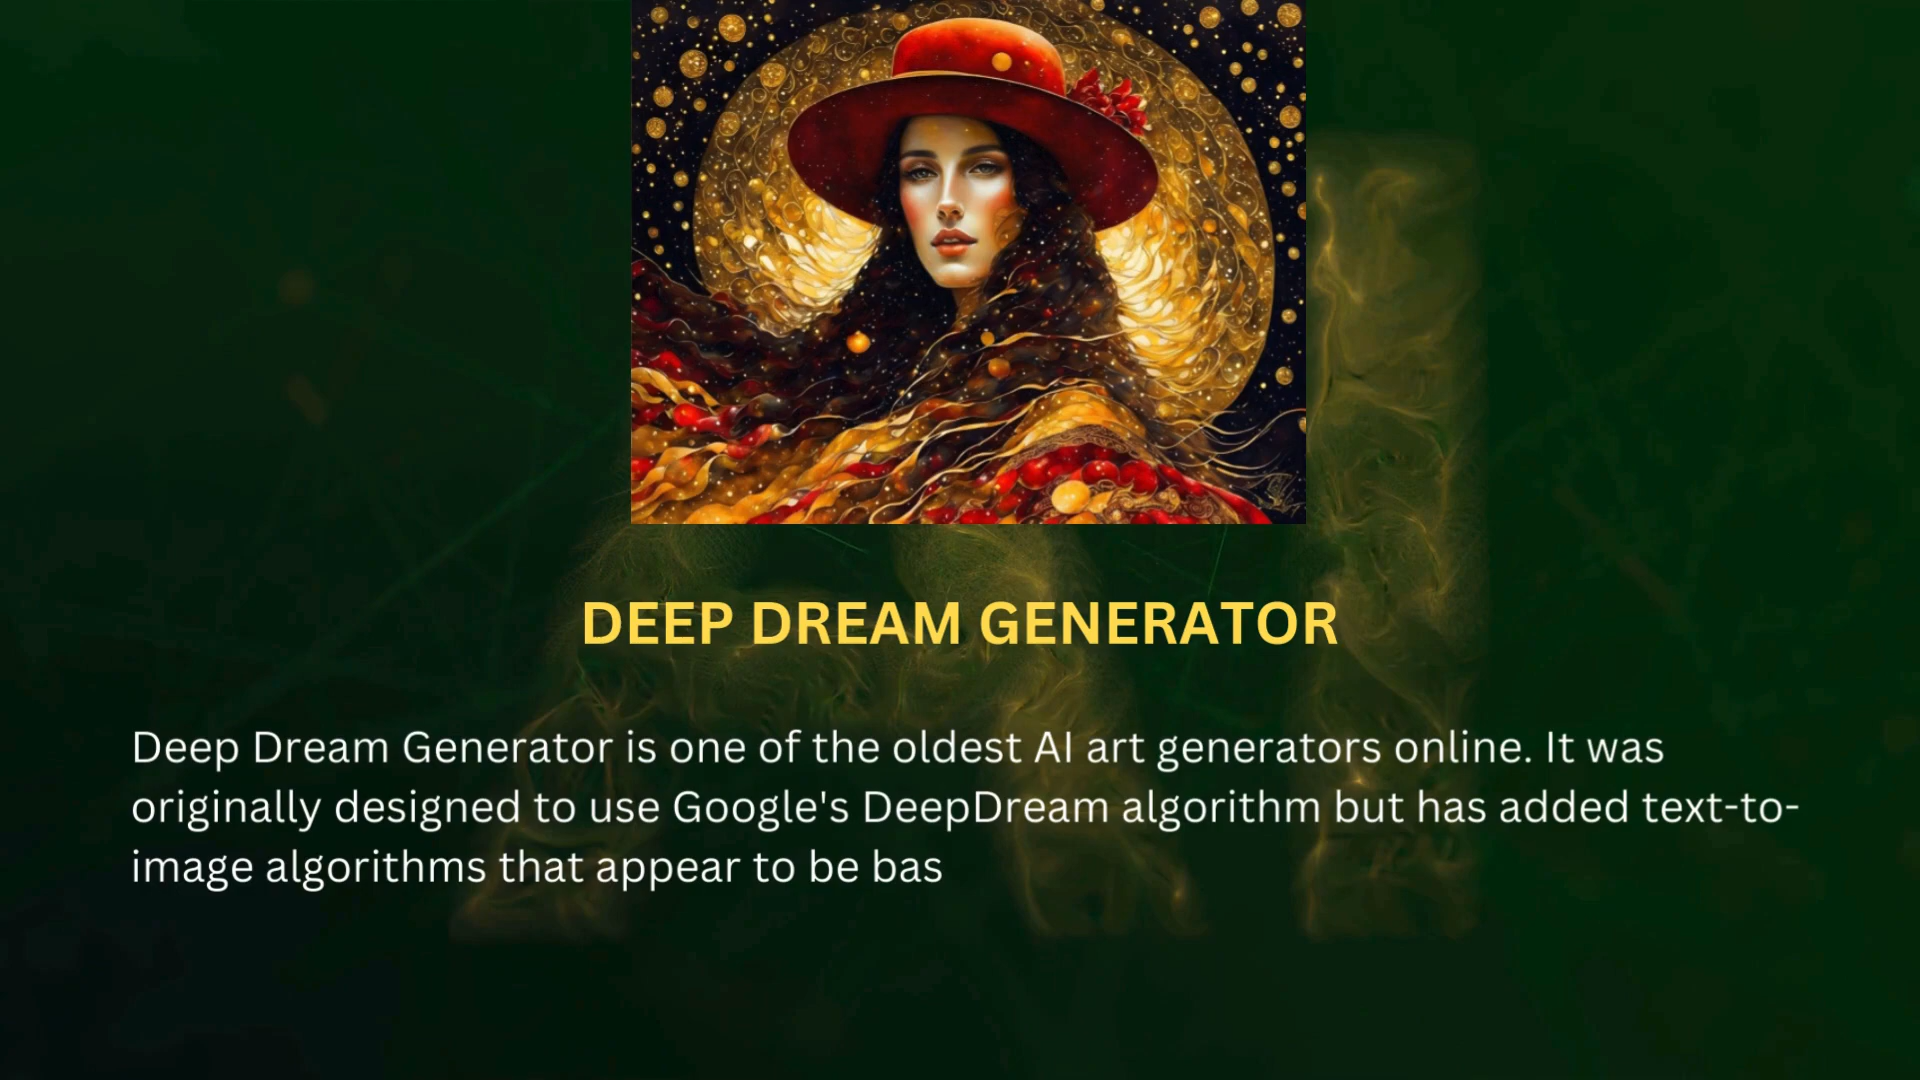 DEEP DREAM GENERATOR
Deep Dream Generator is one of the oldest AI art generators online. It was
originally designed to use Google's DeepDream algorithm but has added text-to-
image algorithms that appear to be bas